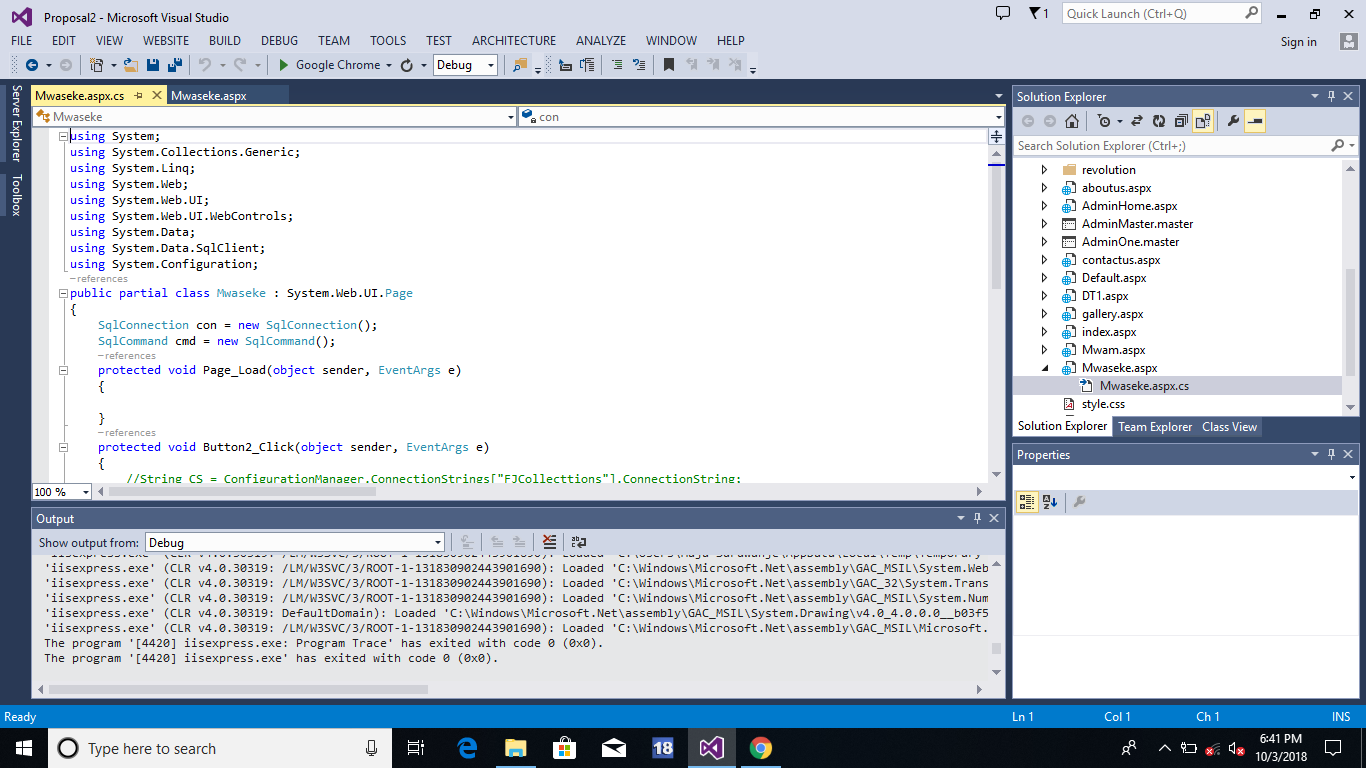 Proposal2 - Microsoft Visual Studio
1
Quick Launch (Ctrl+Q)
FILE EDIT VIEW WEBSITE BUILD DEBUG TEAM TOOLS TEST ARCHITECTURE ANALYZE WINDOW HELP
Sign in
Google Chrome
Debug
Server Explorer
Toolbox
Mwaseke.aspx.cs
Mwaseke.aspx
Mwaseke
con
using System;
using System.Collections.Generic;
using System.Linq;
using System.Web;
using System.Web.UI;
using System.Web.UI.WebControls;
using System.Data;
using System.Data.SqlClient;
using System.Configuration;
–references
public partial class Mwaseke : System.Web.UI.Page
{
SqlConnection con = new SqlConnection();
SqlCommand cmd = new SqlCommand();
–references
protected void Page_Load(object sender, EventArgs e)
{
}
–references
protected void Button2_Click(object sender, EventArgs e)
{
//String CS = ConfigurationManager.ConnectionStrings["FJCollecttions"].ConnectionString;
100 %
Output
Show output from: Debug
'iisexpress.exe' (CLR v4.0.30319: /LM/W3SVC/3/ROOT-1-131830902443901690): Loaded
'iisexpress.exe' (CLR v4.0.30319: /LM/W3SVC/3/ROOT-1-131830902443901690): Loaded 'C:\Windows\Microsoft.Net\assembly\GAC_MSIL\System.Web
'iisexpress.exe' (CLR v4.0.30319: /LM/W3SVC/3/ROOT-1-131830902443901690): Loaded 'C:\Windows\Microsoft.Net\assembly\GAC_32\System.Trans
'iisexpress.exe' (CLR v4.0.30319: /LM/W3SVC/3/ROOT-1-131830902443901690): Loaded 'C:\Windows\Microsoft.Net\assembly\GAC_MSIL\System.Num
'iisexpress.exe' (CLR v4.0.30319: DefaultDomain): Loaded 'C:\Windows\Microsoft.Net\assembly\GAC_MSIL\System.Drawing\v4.0_4.0.0.0__b03f5
'iisexpress.exe' (CLR v4.0.30319: /LM/W3SVC/3/ROOT-1-131830902443901690): Loaded 'C:\Windows\Microsoft.Net\assembly\GAC_MSIL\Microsoft.
The program '[4420] iisexpress.exe: Program Trace' has exited with code 0 (0x0).
The program '[4420] iisexpress.exe' has exited with code 0 (0x0).
Solution Explorer
Search Solution Explorer (Ctrl+;)
revolution
aboutus.aspx
AdminHome.aspx
AdminMaster.master
AdminOne.master
contactus.aspx
Default.aspx
DT1.aspx
gallery.aspx
index.aspx
Mwam.aspx
Mwaseke.aspx
Mwaseke.aspx.cs
style.css
Solution Explorer Team Explorer Class View
Properties
Ready
Ln 1 Col 1 Ch 1 INS
Type here to search
18
6:41 PM
10/3/2018